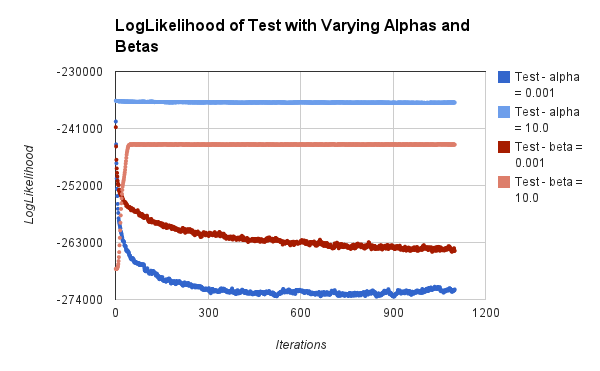 LogLikelihood of Test with Varying Alphas and
Betas
-230000
-241000
-252000
-263000
-274000
LogLikelihood
0
300
600
900
1200
Iterations
Test - alpha
= 0.001
Test - alpha
= 10.0
Test - beta =
0.001
Test - beta =
10.0